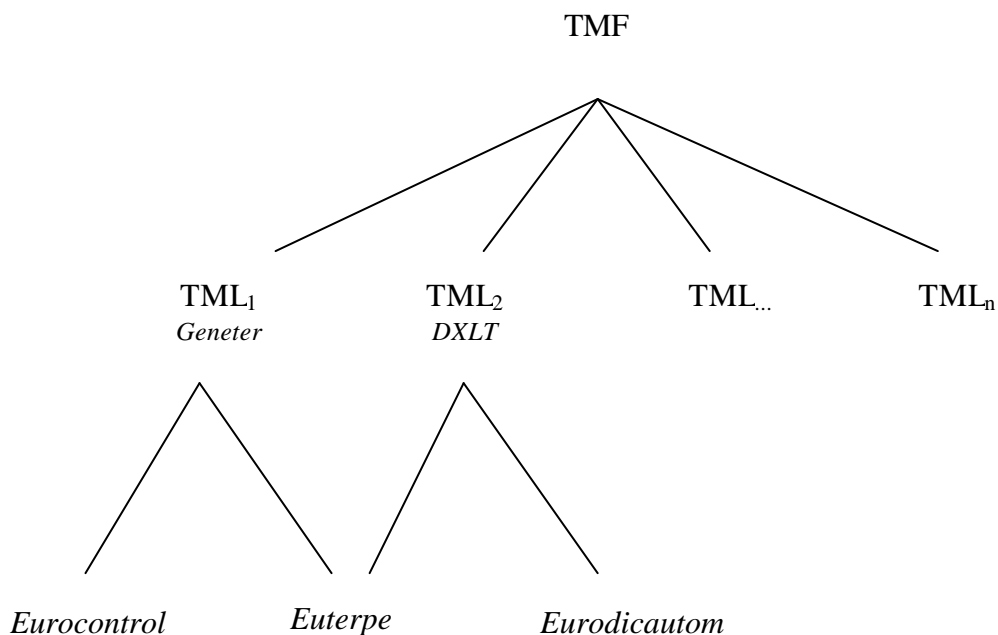 TMF
TML₁ TML₂ TML... TMLₙ
Geneter DXLT
Eurocontrol Euterpe Eurodicautom